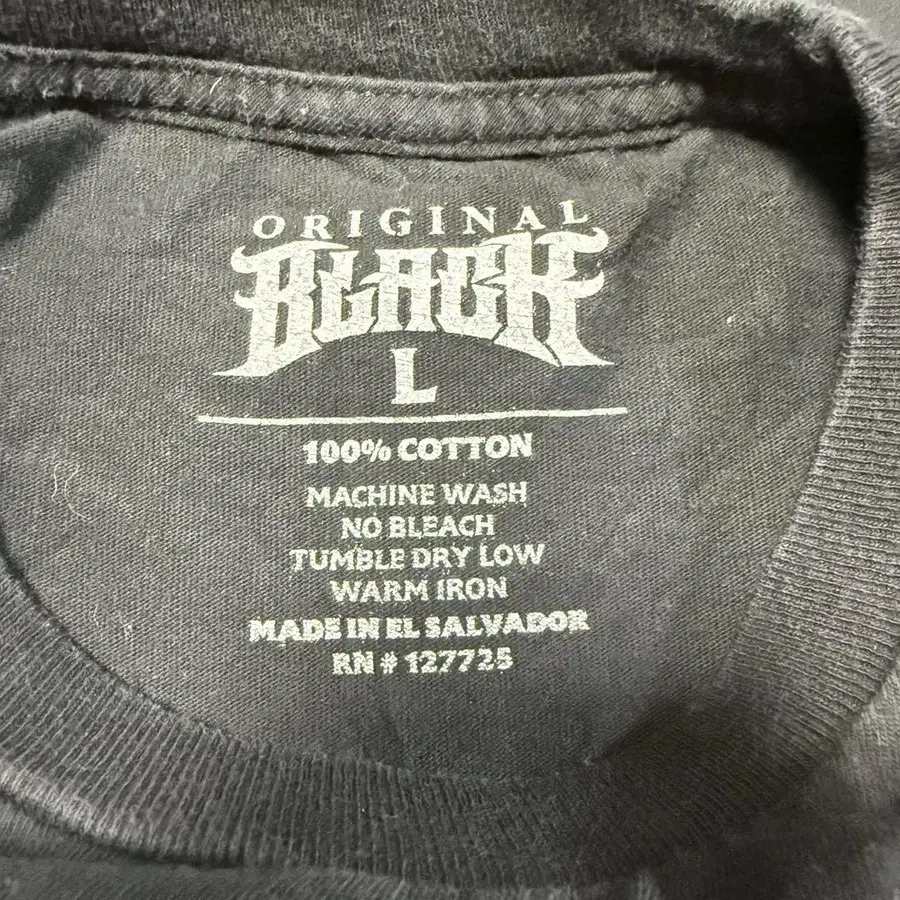 ORIGINAL
BLACK
L
100% COTTON
MACHINE WASH
NO BLEACH
TUMBLE DRY LOW
WARM IRON
MADE IN EL SALVADOR
RN # 127725